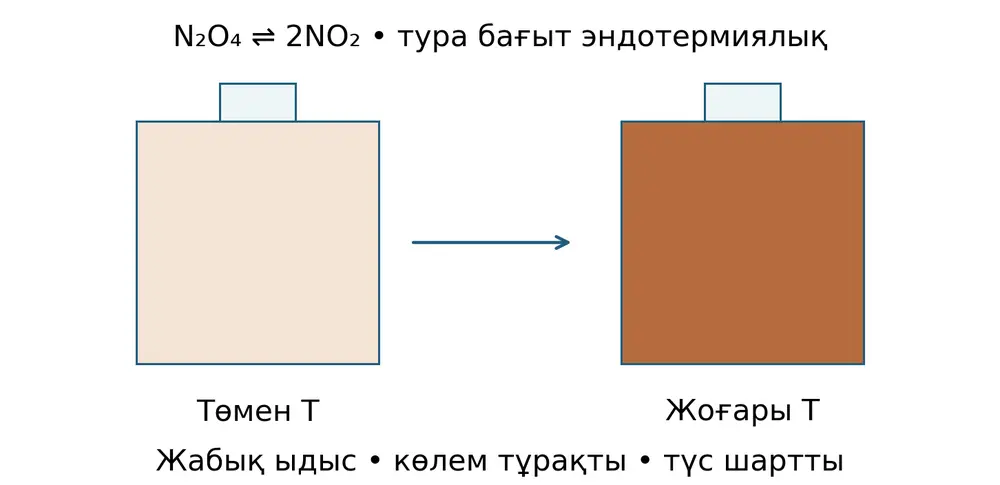 N₂O₄ ⇌ 2NO₂ • тура бағыт эндотермиялық
Төмен T
Жоғары T
Жабық ыдыс • көлем тұрақты • түс шартты